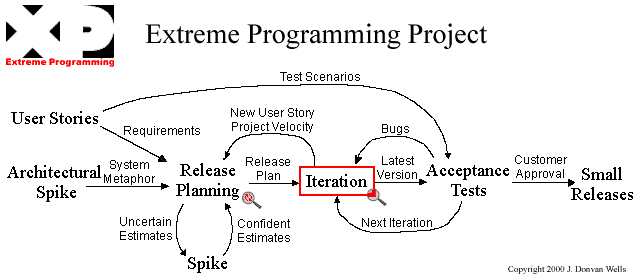 XP
Extreme Programming
Extreme Programming Project
Test Scenarios
User Stories
Requirements
New User Story
Project Velocity
Bugs
Architectural
Spike
System
Metaphor
Release
Planning
Release
Plan
Iteration
Latest
Version
Acceptance
Tests
Customer
Approval
Small
Releases
Uncertain
Estimates
Confident
Estimates
Next Iteration
Spike
Copyright 2000 J. Donvan Wells